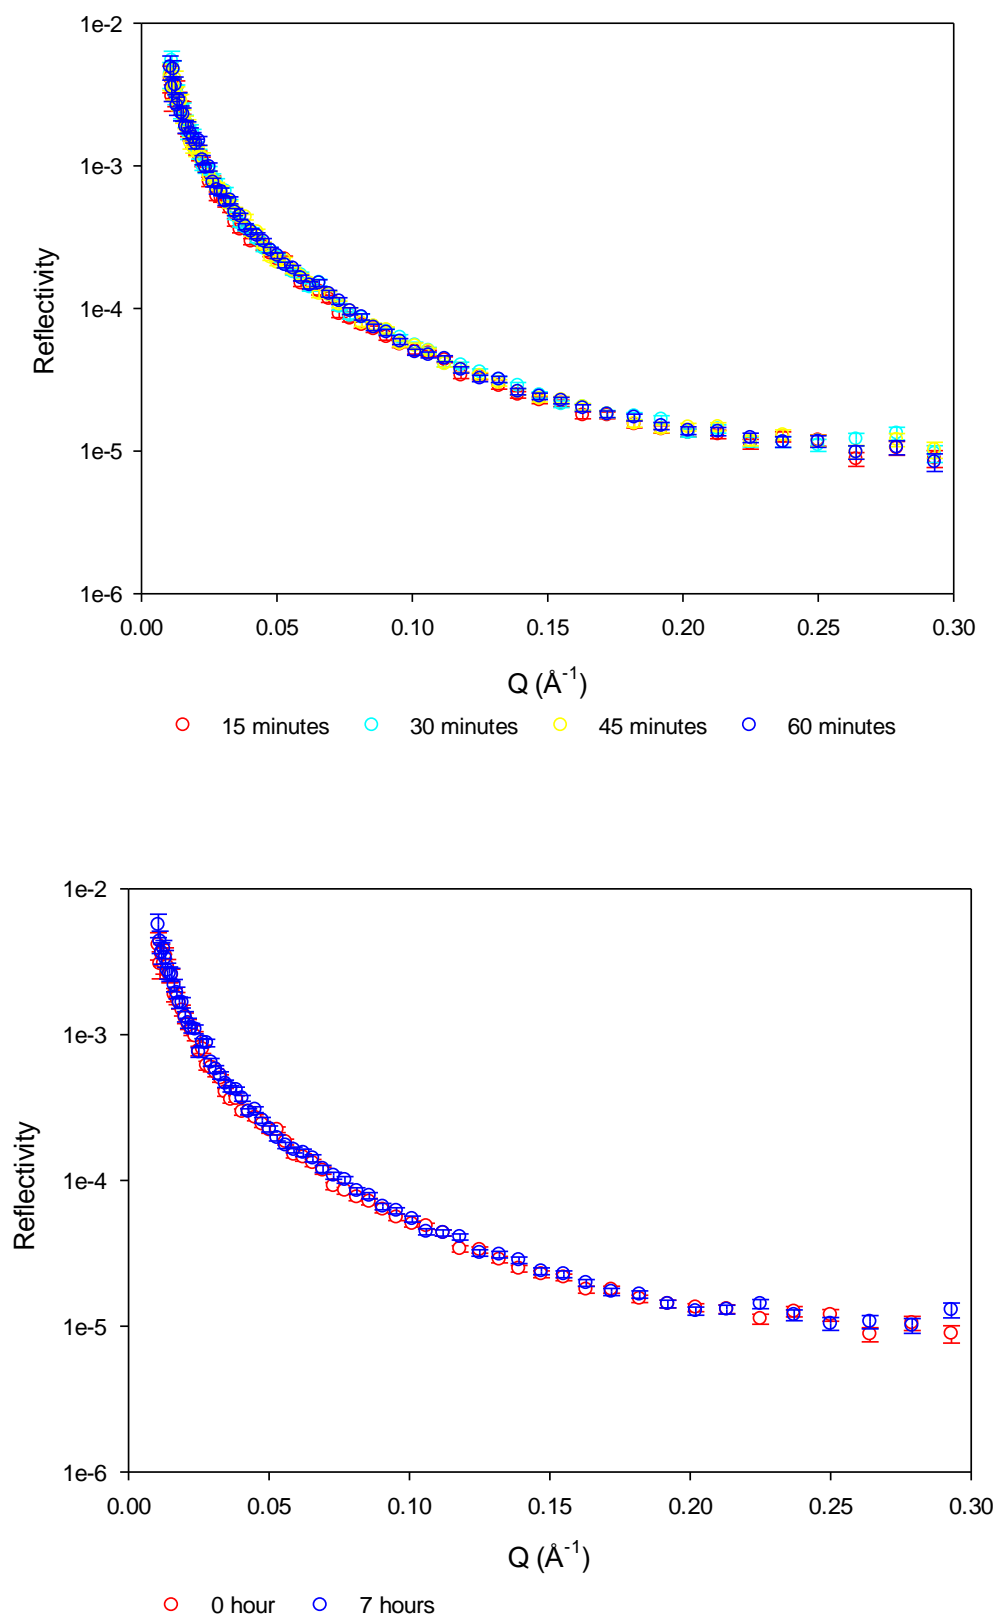 1e-2
1e-3
1e-4
1e-5
1e-6
Reflectivity
0.00 0.05 0.10 0.15 0.20 0.25 0.30
Q (Å⁻¹)
15 minutes 30 minutes 45 minutes 60 minutes
1e-2
1e-3
1e-4
1e-5
1e-6
Reflectivity
0.00 0.05 0.10 0.15 0.20 0.25 0.30
Q (Å⁻¹)
0 hour 7 hours